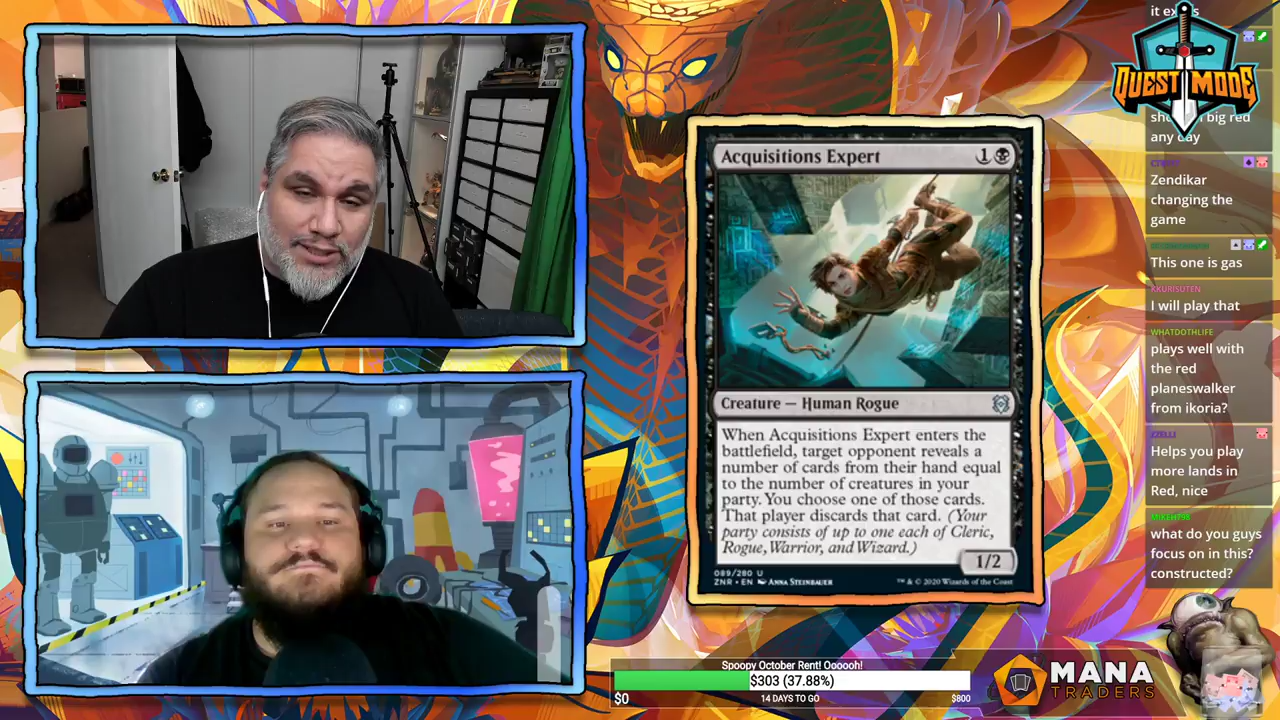 Acquisitions Expert 1
Creature — Human Rogue
When Acquisitions Expert enters the
battlefield, target opponent reveals a
number of cards from their hand equal
to the number of creatures in your
party. You choose one of those cards.
That player discards that card. (Your
party consists of up to one each of Cleric,
Rogue, Warrior, and Wizard.)
1/2
089/280 U
ZNR • EN Anna Steinbauer
™ & © 2020 Wizards of the Coast
QUEST MODE
big red
any day
Zendikar
changing the
game
This one is gas
KKURISUTEN
I will play that
WHATDOTHLIFE
plays well with
the red
planeswalker
from ikoria?
Helps you play
more lands in
Red, nice
what do you guys
focus on in this?
constructed?
Spoopy October Rent! Oooooh!
$303 (37.88%)
$0
14 DAYS TO GO
$800
MANA
TRADERS